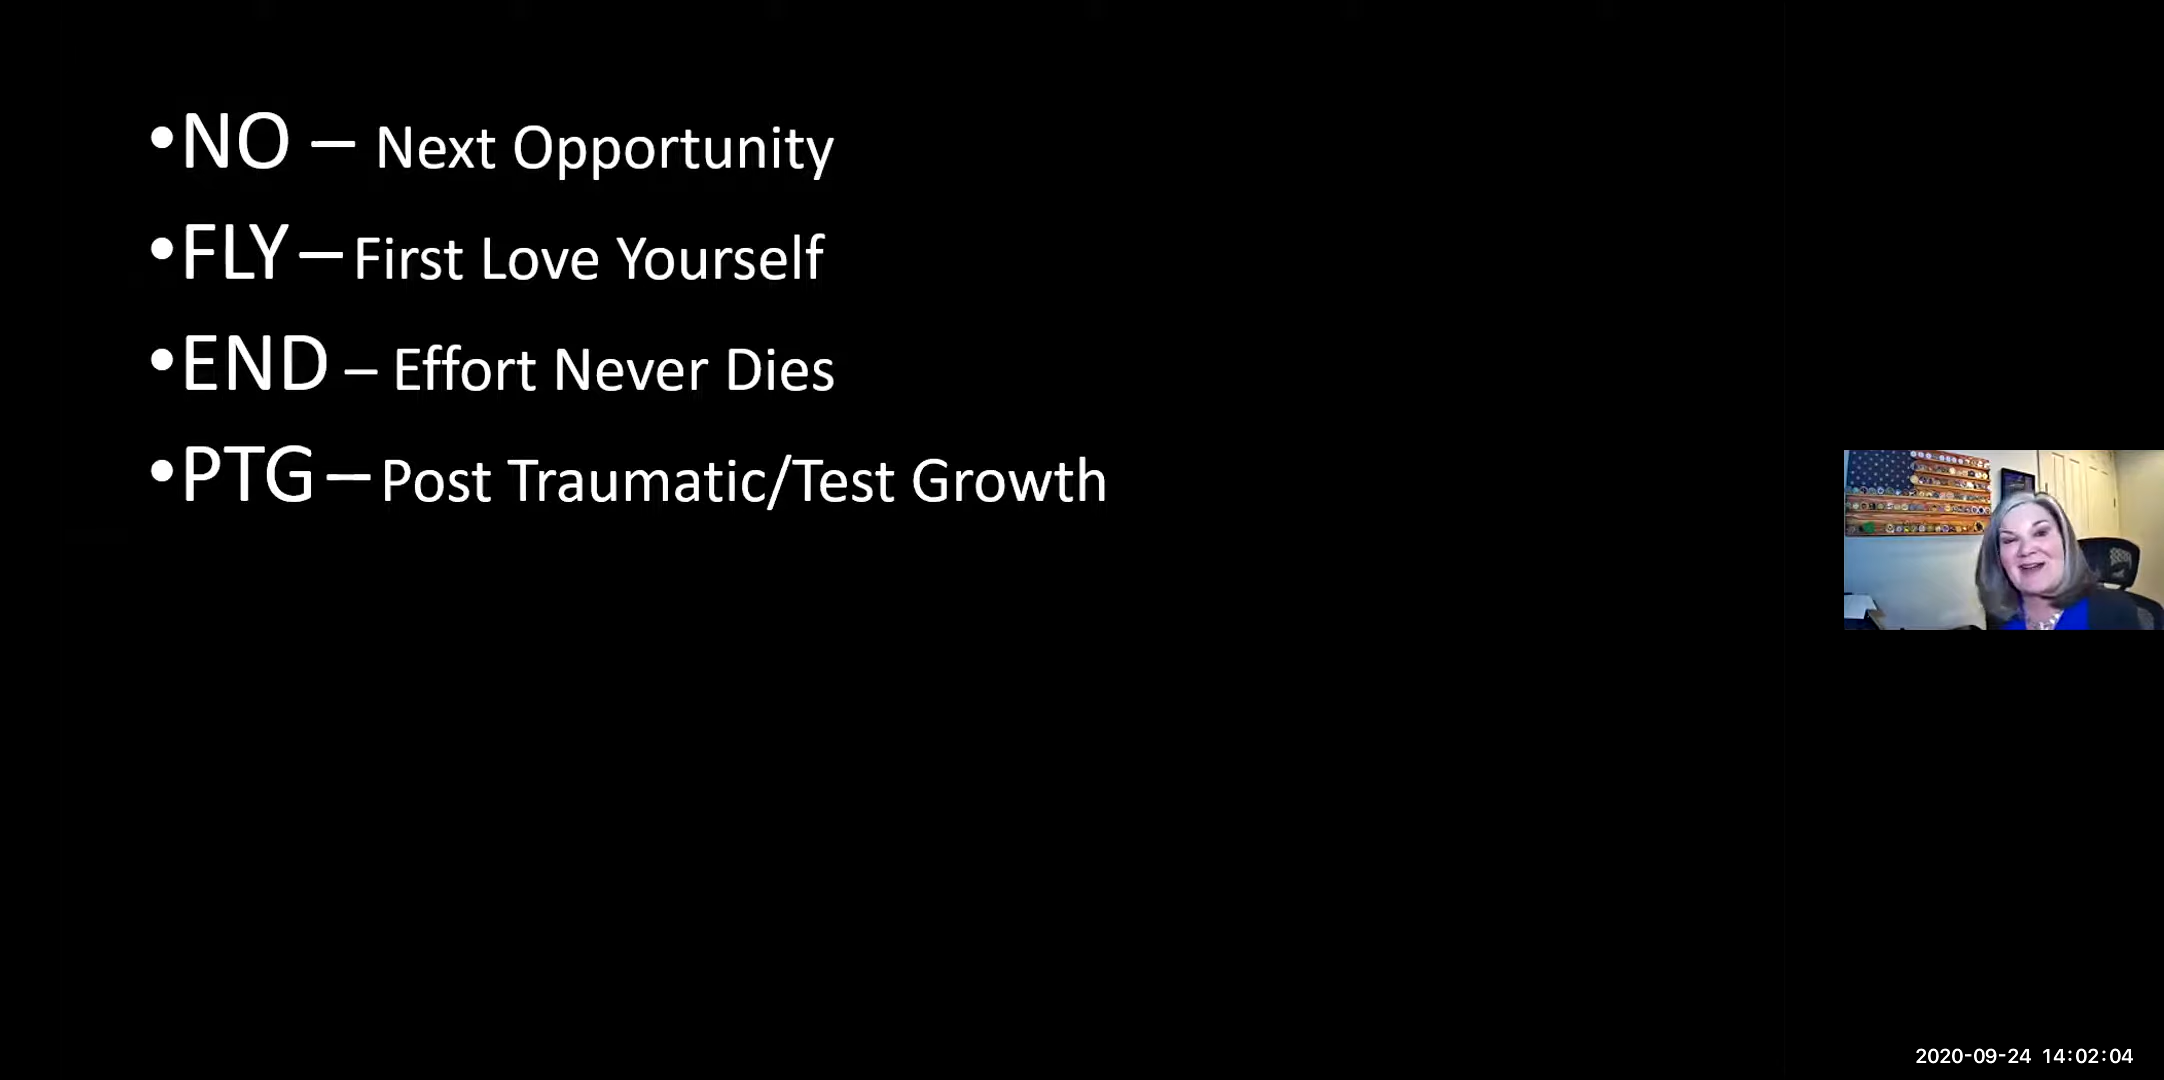 •NO – Next Opportunity
•FLY – First Love Yourself
•END – Effort Never Dies
•PTG – Post Traumatic/Test Growth
2020-09-24 14:02:04